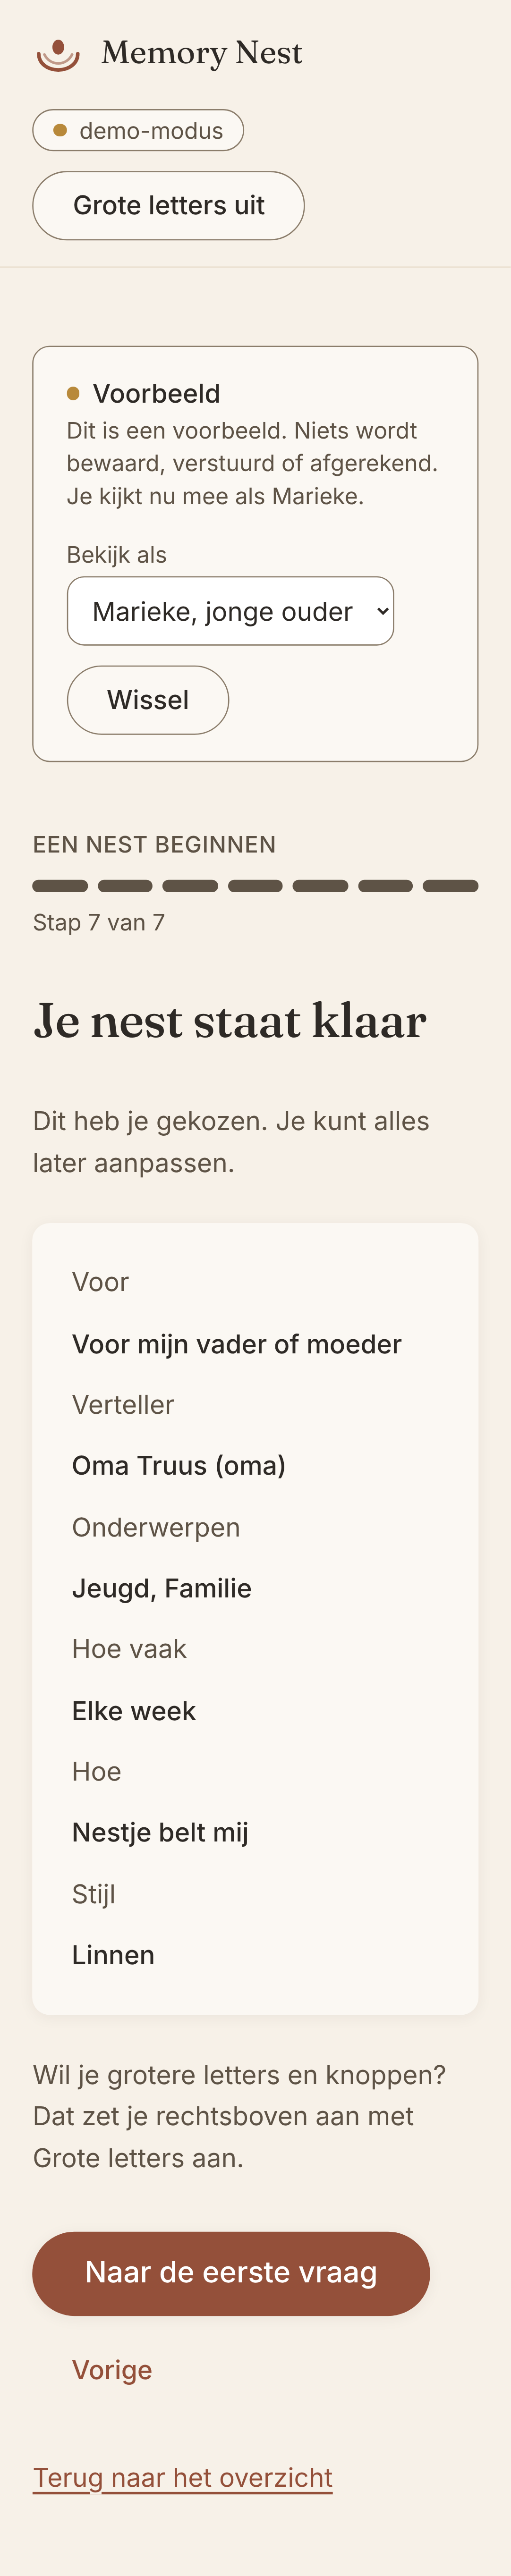 Memory Nest
demo-modus
Grote letters uit
Voorbeeld
Dit is een voorbeeld. Niets wordt
bewaard, verstuurd of afgerekend.
Je kijkt nu mee als Marieke.
Bekijk als
Marieke, jonge ouder
Wissel
EEN NEST BEGINNEN
Stap 7 van 7
Je nest staat klaar
Dit heb je gekozen. Je kunt alles
later aanpassen.
Voor
Voor mijn vader of moeder
Verteller
Oma Truus (oma)
Onderwerpen
Jeugd, Familie
Hoe vaak
Elke week
Hoe
Nestje belt mij
Stijl
Linnen
Wil je grotere letters en knoppen?
Dat zet je rechtsboven aan met
Grote letters aan.
Naar de eerste vraag
Vorige
Terug naar het overzicht